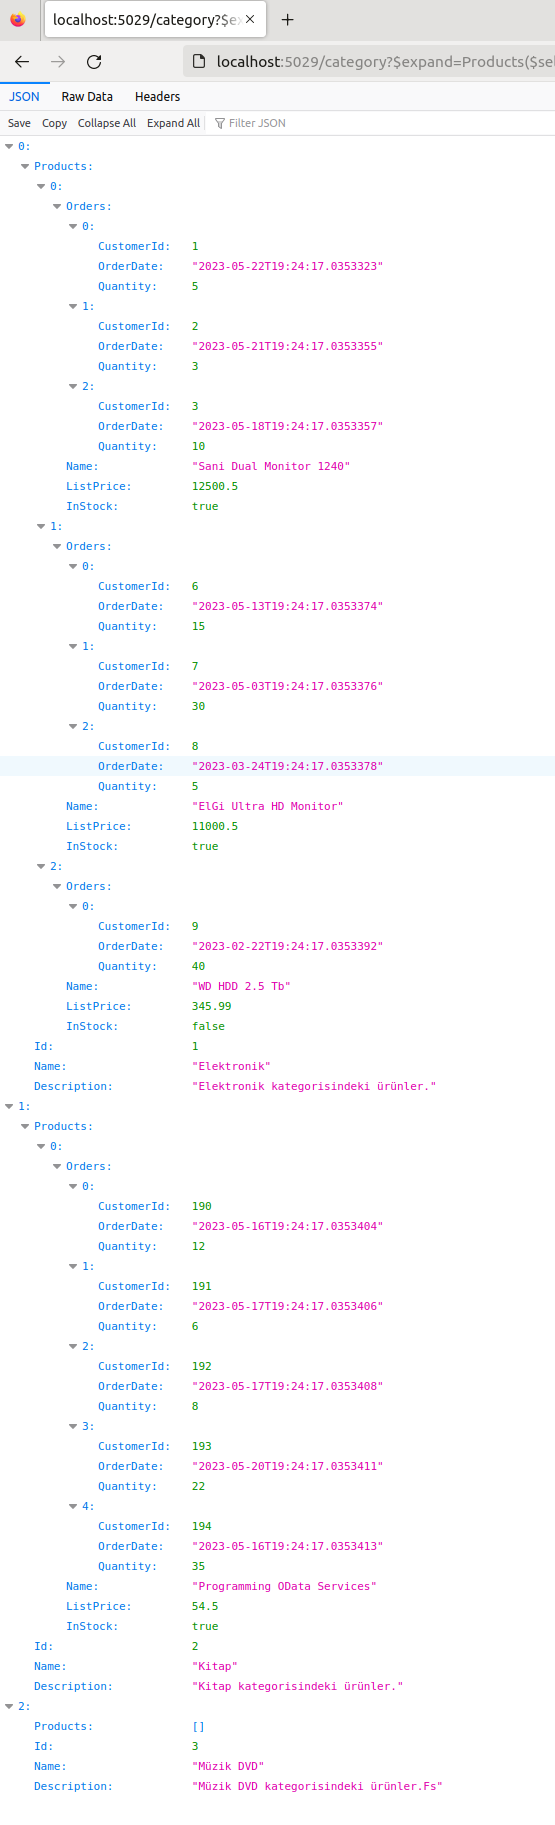 localhost:5029/category?$ex
localhost:5029/category?$expand=Products($sel
JSON Raw Data Headers
Save Copy Collapse All Expand All Filter JSON
0:
Products:
0:
Orders:
0:
CustomerId: 1
OrderDate: "2023-05-22T19:24:17.0353323"
Quantity: 5
1:
CustomerId: 2
OrderDate: "2023-05-21T19:24:17.0353355"
Quantity: 3
2:
CustomerId: 3
OrderDate: "2023-05-18T19:24:17.0353357"
Quantity: 10
Name: "Sani Dual Monitor 1240"
ListPrice: 12500.5
InStock: true
1:
Orders:
0:
CustomerId: 6
OrderDate: "2023-05-13T19:24:17.0353374"
Quantity: 15
1:
CustomerId: 7
OrderDate: "2023-05-03T19:24:17.0353376"
Quantity: 30
2:
CustomerId: 8
OrderDate: "2023-03-24T19:24:17.0353378"
Quantity: 5
Name: "ElGi Ultra HD Monitor"
ListPrice: 11000.5
InStock: true
2:
Orders:
0:
CustomerId: 9
OrderDate: "2023-02-22T19:24:17.0353392"
Quantity: 40
Name: "WD HDD 2.5 Tb"
ListPrice: 345.99
InStock: false
Id: 1
Name: "Elektronik"
Description: "Elektronik kategorisindeki ürünler."
1:
Products:
0:
Orders:
0:
CustomerId: 190
OrderDate: "2023-05-16T19:24:17.0353404"
Quantity: 12
1:
CustomerId: 191
OrderDate: "2023-05-17T19:24:17.0353406"
Quantity: 6
2:
CustomerId: 192
OrderDate: "2023-05-17T19:24:17.0353408"
Quantity: 8
3:
CustomerId: 193
OrderDate: "2023-05-20T19:24:17.0353411"
Quantity: 22
4:
CustomerId: 194
OrderDate: "2023-05-16T19:24:17.0353413"
Quantity: 35
Name: "Programming OData Services"
ListPrice: 54.5
InStock: true
Id: 2
Name: "Kitap"
Description: "Kitap kategorisindeki ürünler."
2:
Products: []
Id: 3
Name: "Müzik DVD"
Description: "Müzik DVD kategorisindeki ürünler.Fs"